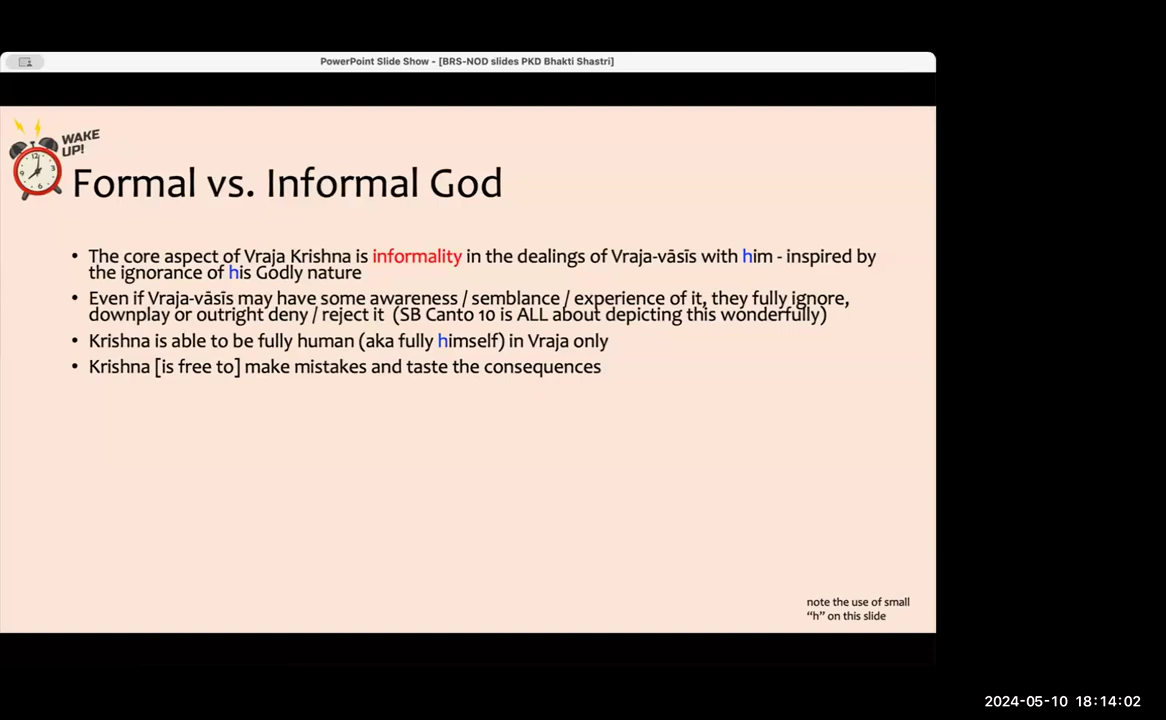 PowerPoint Slide Show - [BRS-NOD slides PKD Bhakti Shastri]
WAKE
UP!
Formal vs. Informal God
• The core aspect of Vraja Krishna is informality in the dealings of Vraja-vāsīs with him - inspired by
the ignorance of his Godly nature
• Even if Vraja-vāsīs may have some awareness / semblance / experience of it, they fully ignore,
downplay or outright deny / reject it (SB Canto 10 is ALL about depicting this wonderfully)
• Krishna is able to be fully human (aka fully himself) in Vraja only
• Krishna [is free to] make mistakes and taste the consequences
note the use of small
“h” on this slide
2024-05-10 18:14:02